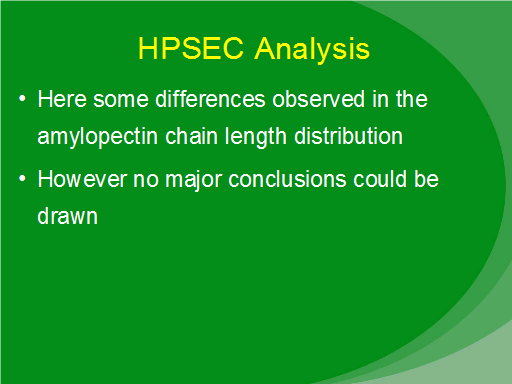 HPSEC Analysis
• Here some differences observed in the
amylopectin chain length distribution
• However no major conclusions could be
drawn